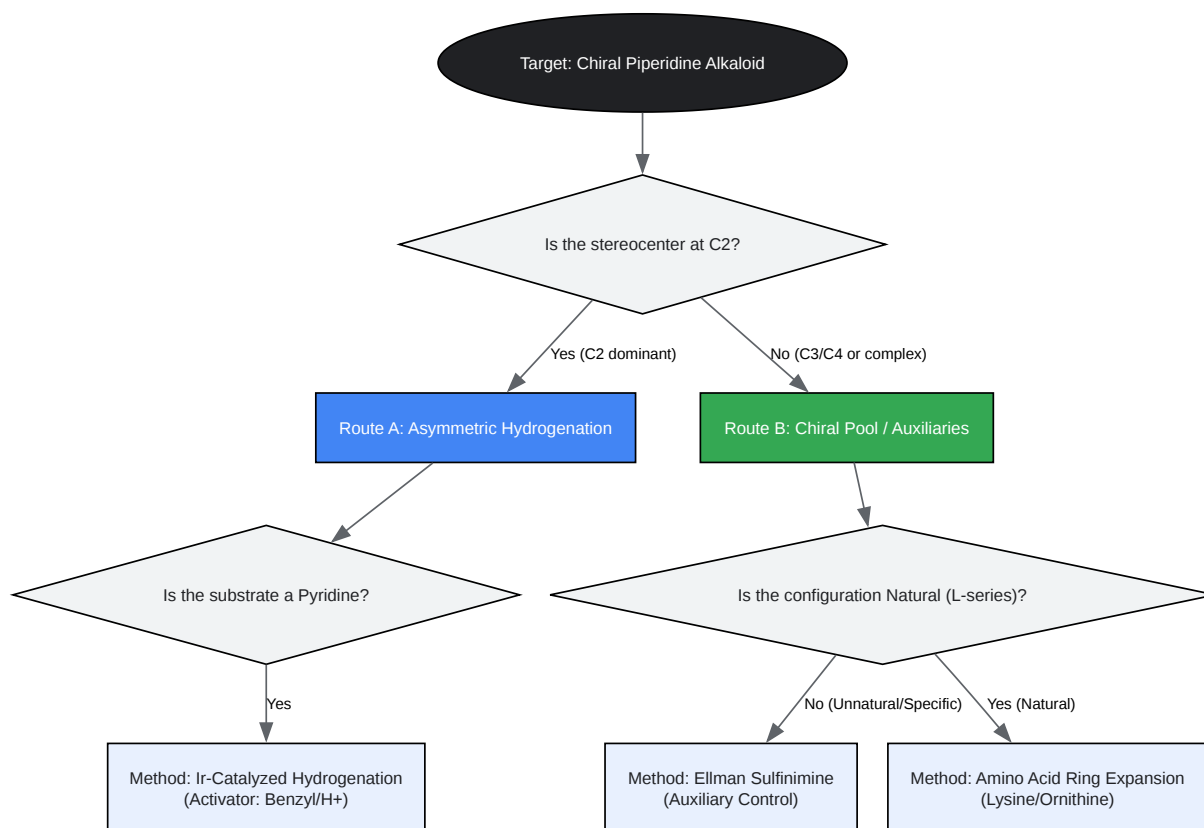 Target: Chiral Piperidine Alkaloid
Is the stereocenter at C2?
Yes (C2 dominant)
No (C3/C4 or complex)
Route A: Asymmetric Hydrogenation
Route B: Chiral Pool / Auxiliaries
Is the substrate a Pyridine?
Is the configuration Natural (L-series)?
Yes
No (Unnatural/Specific)
Yes (Natural)
Method: Ir-Catalyzed Hydrogenation
(Activator: Benzyl/H+)
Method: Ellman Sulfinimine
(Auxiliary Control)
Method: Amino Acid Ring Expansion
(Lysine/Ornithine)